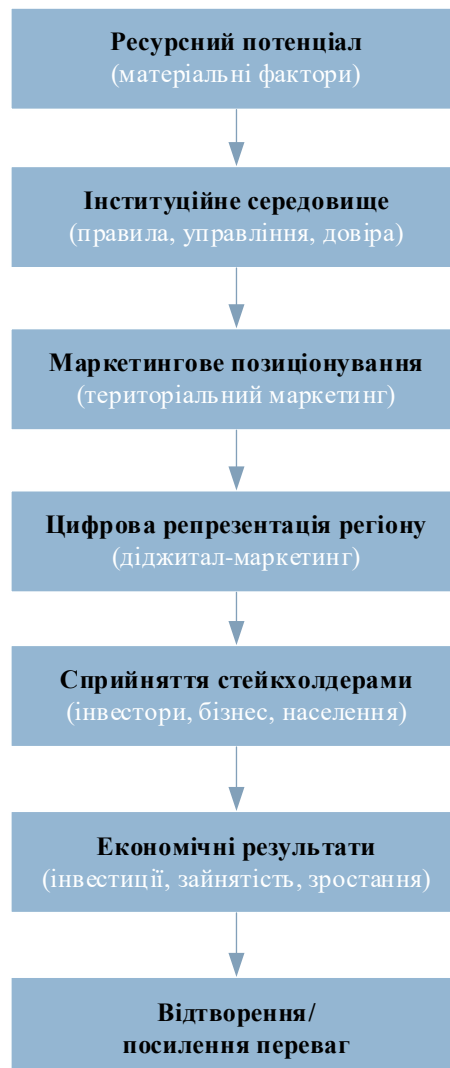 Ресурсний потенціал
(матеріальні фактори)
Інституційне середовище
(правила, управління, довіра)
Маркетингове позиціонування
(територіальний маркетинг)
Цифрова репрезентація регіону
(діджитал-маркетинг)
Сприйняття стейкхолдерами
(інвестори, бізнес, населення)
Економічні результати
(інвестиції, зайнятість, зростання)
Відтворення/
посилення переваг